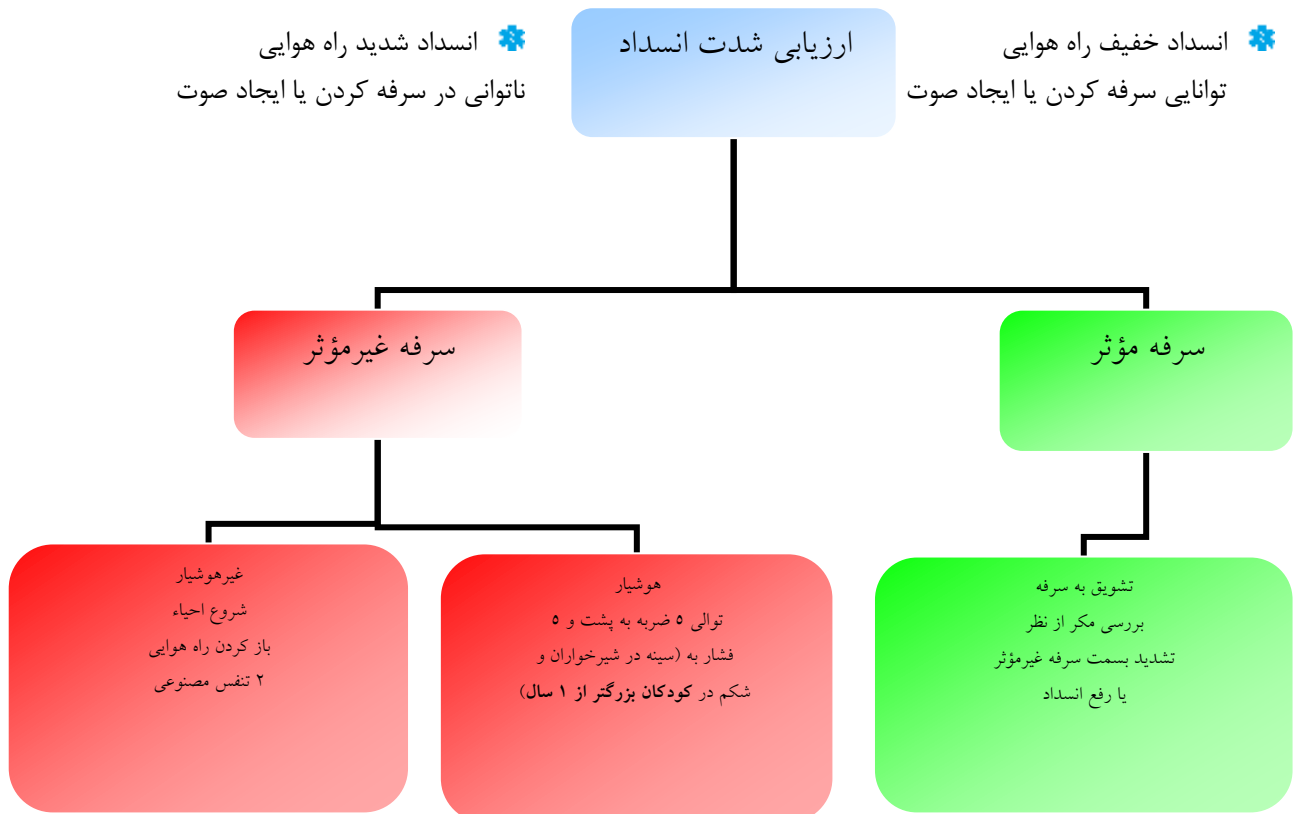 انسداد خفیف راه هوایی
توانایی سرفه کردن یا ایجاد صوت
ارزیابی شدت انسداد
انسداد شدید راه هوایی
ناتوانی در سرفه کردن یا ایجاد صوت
سرفه مؤثر
سرفه غیرمؤثر
تشویق به سرفه
بررسی مکر از نظر
تشدید بسمت سرفه غیرمؤثر
یا رفع انسداد
هوشیار
توالی ۵ ضربه به پشت و ۵
فشار به (سینه در شیرخواران و
شکم در کودکان بزرگتر از ۱ سال)
غیرهوشیار
شروع احیاء
باز کردن راه هوایی
۲ تنفس مصنوعی